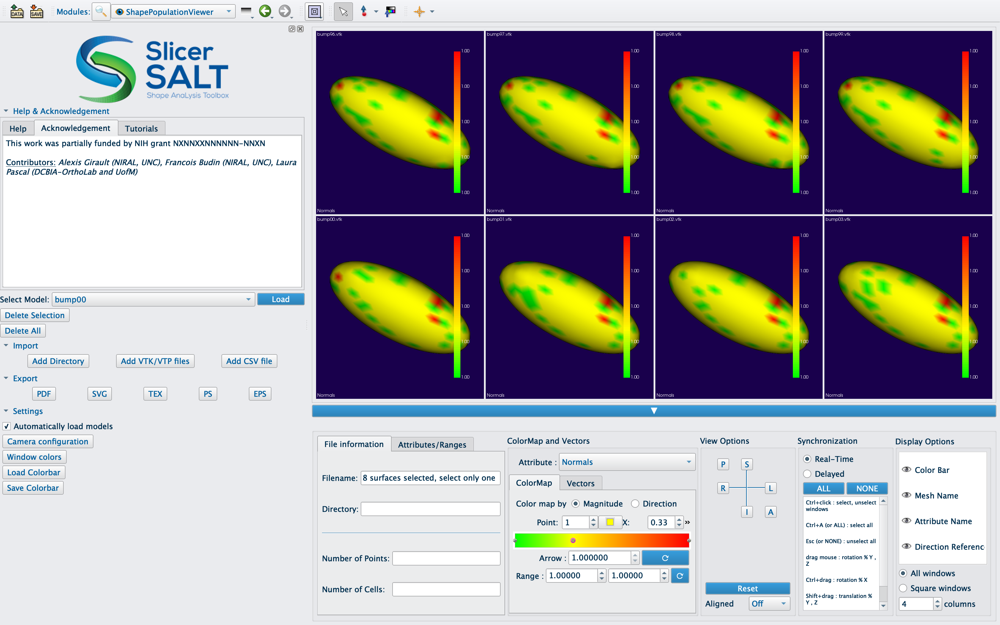 DATA
SAVE
Modules:
ShapePopulationViewer
Slicer
SALT
Shape AnaLysis Toolbox
Help & Acknowledgement
Help
Acknowledgement
Tutorials
This work was partially funded by NIH grant NXNNXXNNNNNN-NNXN
Contributors: Alexis Girault (NIRAL, UNC), Francois Budin (NIRAL, UNC), Laura
Pascal (DCBIA-OrthoLab and UofM)
Select Model:
bump00
Load
Delete Selection
Delete All
Import
Add Directory
Add VTK/VTP files
Add CSV file
Export
PDF
SVG
TEX
PS
EPS
Settings
Automatically load models
Camera configuration
Window colors
Load Colorbar
Save Colorbar
bump96.vtk
1.00
1.00
1.00
1.00
1.00
Normals
bump97.vtk
1.00
1.00
1.00
1.00
1.00
Normals
bump98.vtk
1.00
1.00
1.00
1.00
1.00
Normals
bump99.vtk
1.00
1.00
1.00
1.00
1.00
Normals
bump00.vtk
1.00
1.00
1.00
1.00
1.00
Normals
bump01.vtk
1.00
1.00
1.00
1.00
1.00
Normals
bump02.vtk
1.00
1.00
1.00
1.00
1.00
Normals
bump03.vtk
1.00
1.00
1.00
1.00
1.00
Normals
File information
Attributes/Ranges
Filename:
8 surfaces selected, select only one
Directory:
Number of Points:
Number of Cells:
ColorMap and Vectors
Attribute :
Normals
ColorMap
Vectors
Color map by
Magnitude
Direction
Point:
1
X:
0.33
»
Arrow :
1.000000
Range :
1.00000
1.00000
View Options
P
S
R
L
I
A
Reset
Aligned
Off
Synchronization
Real-Time
Delayed
ALL
NONE
Ctrl+click : select, unselect
windows
Ctrl+A (or ALL) : select all
Esc (or NONE) : unselect all
drag mouse : rotation % Y ,
Z
Ctrl+drag : rotation % X
Shift+drag : translation %
Y , Z
Display Options
Color Bar
Mesh Name
Attribute Name
Direction Referenc
All windows
Square windows
4
columns